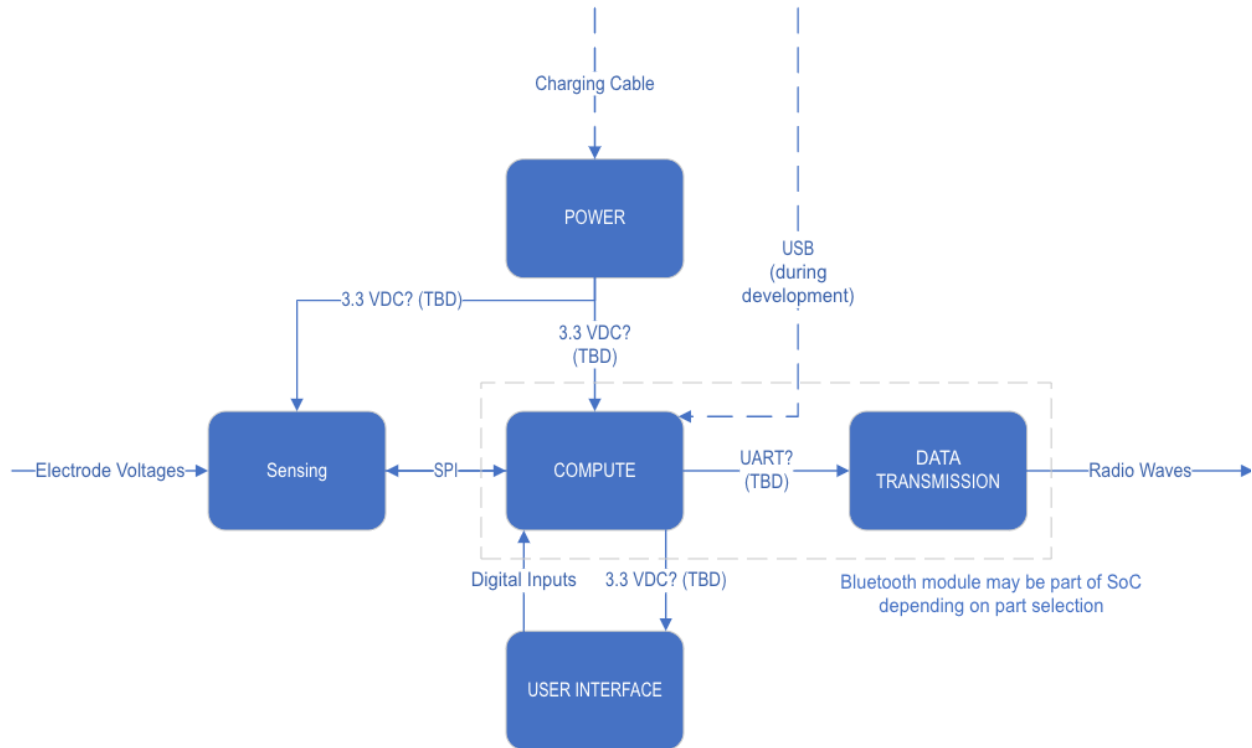 Charging Cable
POWER
USB
(during
development)
3.3 VDC? (TBD)
3.3 VDC?
(TBD)
Electrode Voltages
Sensing
SPI
COMPUTE
UART?
(TBD)
DATA
TRANSMISSION
Radio Waves
Digital Inputs
3.3 VDC? (TBD)
Bluetooth module may be part of SoC
depending on part selection
USER INTERFACE